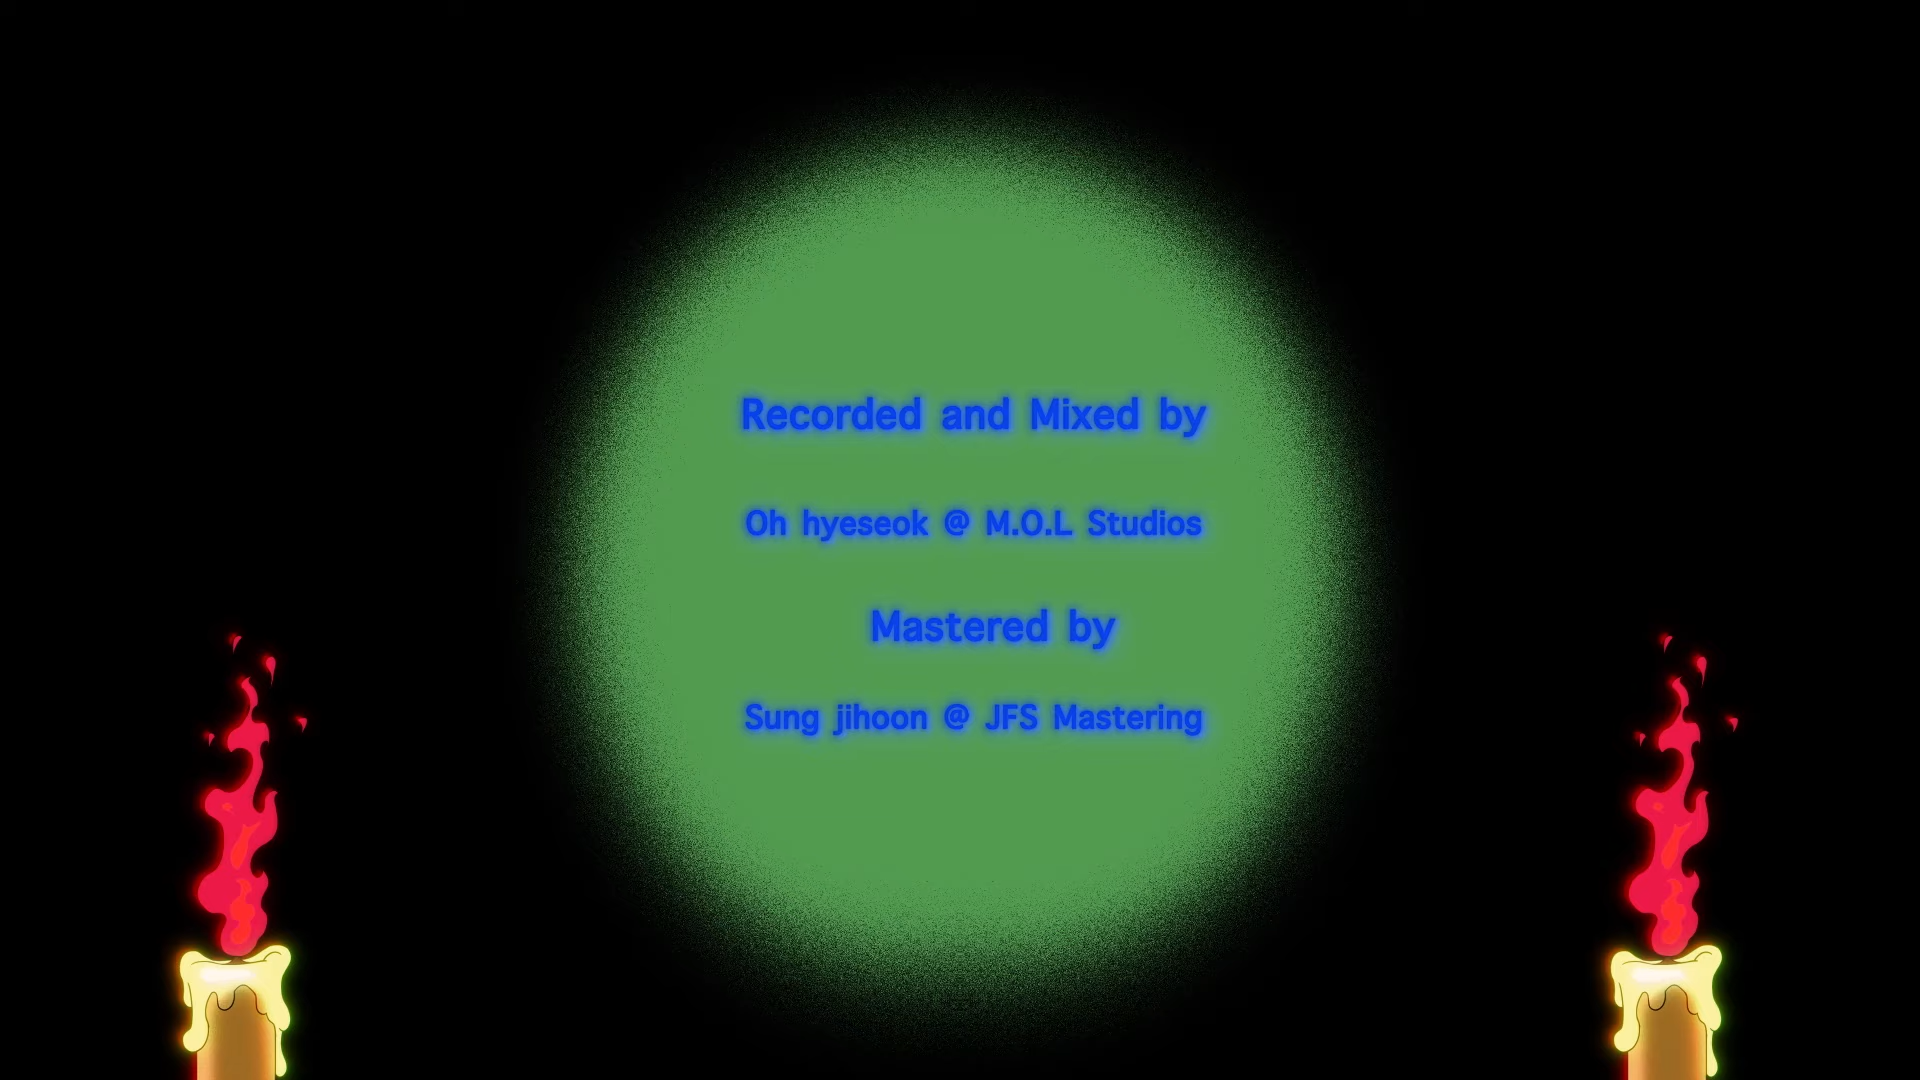 Recorded and Mixed by
Oh hyeseok @ M.O.L Studios
Mastered by
Sung jihoon @ JFS Mastering